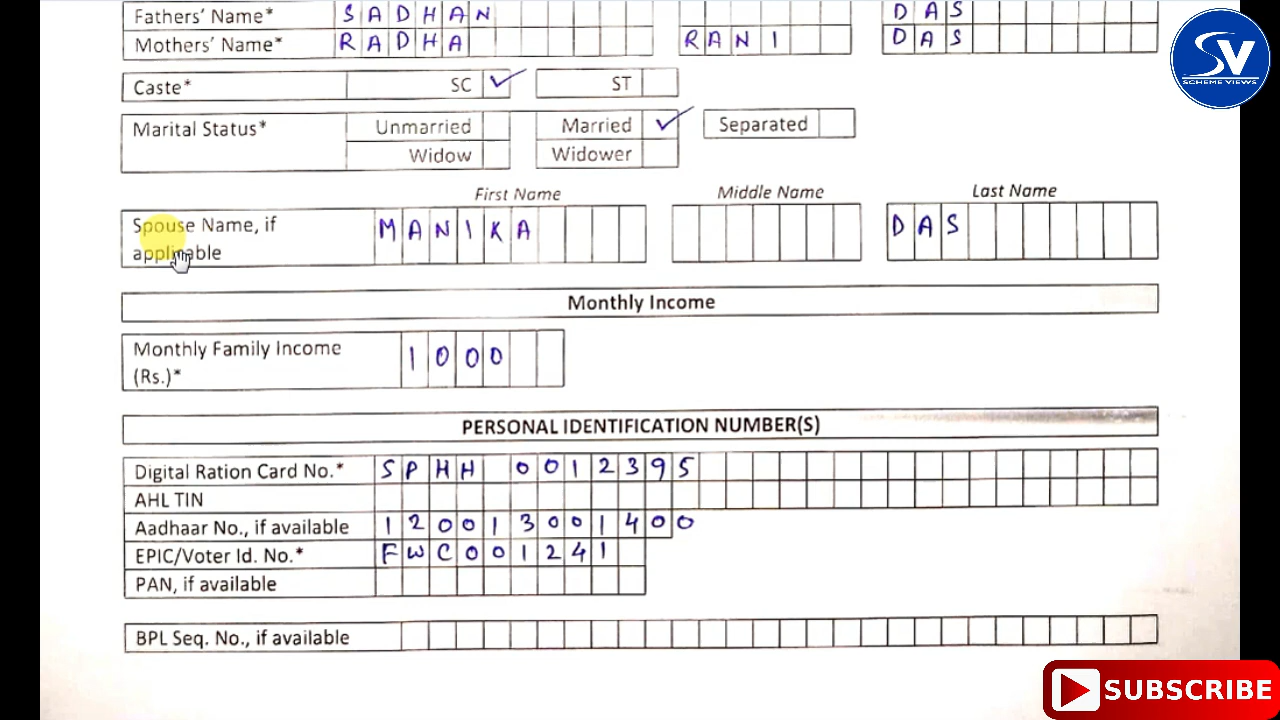 Fathers' Name* SADHAN DAS
Mothers' Name* RADHA RANI DAS
Caste* SC ✓ ST
Marital Status* Unmarried Married ✓ Separated
Widow Widower
First Name Middle Name Last Name
Spouse Name, if
applicable MANIKA DAS
Monthly Income
Monthly Family Income
(Rs.)* 1000
PERSONAL IDENTIFICATION NUMBER(S)
Digital Ration Card No.* SPHH 0012395
AHL TIN
Aadhaar No., if available 120013001400
EPIC/Voter Id. No.* FWC001241
PAN, if available
BPL Seq. No., if available
SV
SCHEME VIEWS
SUBSCRIBE